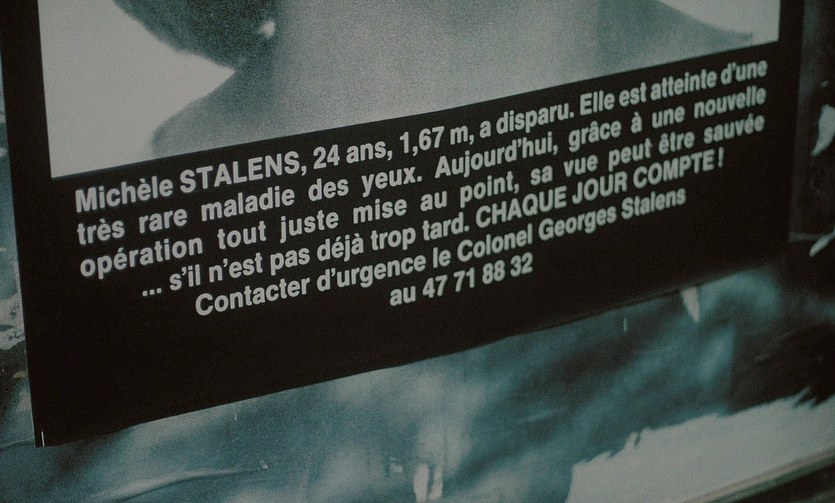 Michèle STALENS, 24 ans, 1,67 m, a disparu. Elle est atteinte d'une
très rare maladie des yeux. Aujourd'hui, grâce à une nouvelle
opération tout juste mise au point, sa vue peut être sauvée
... s'il n'est pas déjà trop tard. CHAQUE JOUR COMPTE !
Contacter d'urgence le Colonel Georges Stalens
au 47 71 88 32